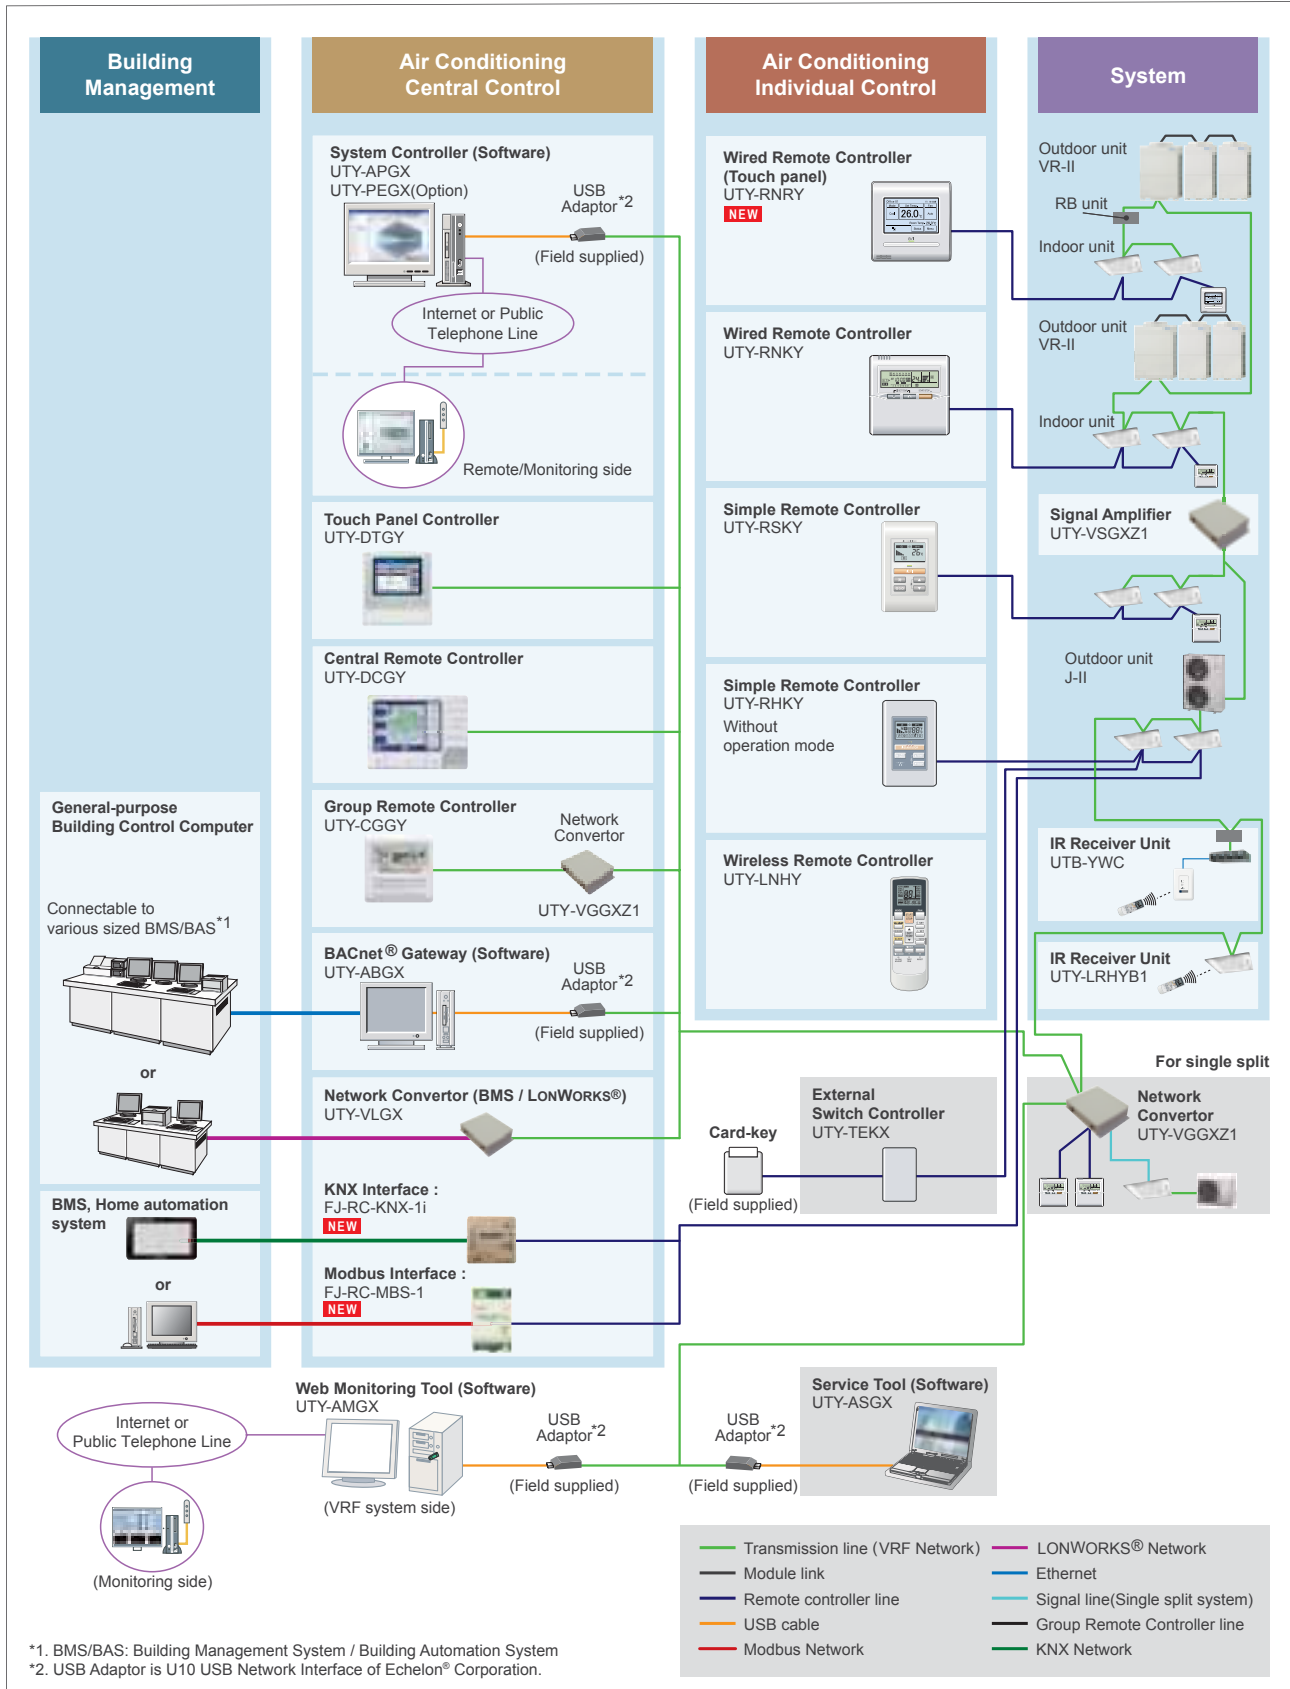 Building
Management
Air Conditioning
Central Control
Air Conditioning
Individual Control
System
System Controller (Software)
UTY-APGX
UTY-PEGX(Option)
USB
Adaptor*2
(Field supplied)
Internet or Public
Telephone Line
Remote/Monitoring side
Touch Panel Controller
UTY-DTGY
Central Remote Controller
UTY-DCGY
Group Remote Controller
UTY-CGGY
Network
Convertor
UTY-VGGXZ1
BACnet® Gateway (Software)
UTY-ABGX
USB
Adaptor*2
(Field supplied)
Network Convertor (BMS / LONWORKS®)
UTY-VLGX
KNX Interface :
FJ-RC-KNX-1i
NEW
Modbus Interface :
FJ-RC-MBS-1
NEW
General-purpose
Building Control Computer
Connectable to
various sized BMS/BAS*1
or
BMS, Home automation
system
or
Wired Remote Controller
(Touch panel)
UTY-RNRY
NEW
26.0
Wired Remote Controller
UTY-RNKY
Simple Remote Controller
UTY-RSKY
Simple Remote Controller
UTY-RHKY
Without
operation mode
Wireless Remote Controller
UTY-LNHY
Outdoor unit
VR-II
RB unit
Indoor unit
Outdoor unit
VR-II
Indoor unit
Signal Amplifier
UTY-VSGXZ1
Outdoor unit
J-II
IR Receiver Unit
UTB-YWC
IR Receiver Unit
UTY-LRHYB1
For single split
Network
Convertor
UTY-VGGXZ1
External
Switch Controller
UTY-TEKX
Card-key
(Field supplied)
Web Monitoring Tool (Software)
UTY-AMGX
(VRF system side)
Internet or
Public Telephone Line
(Monitoring side)
USB
Adaptor*2
(Field supplied)
USB
Adaptor*2
(Field supplied)
Service Tool (Software)
UTY-ASGX
Transmission line (VRF Network)
Module link
Remote controller line
USB cable
Modbus Network
LONWORKS® Network
Ethernet
Signal line(Single split system)
Group Remote Controller line
KNX Network
*1. BMS/BAS: Building Management System / Building Automation System
*2. USB Adaptor is U10 USB Network Interface of Echelon® Corporation.